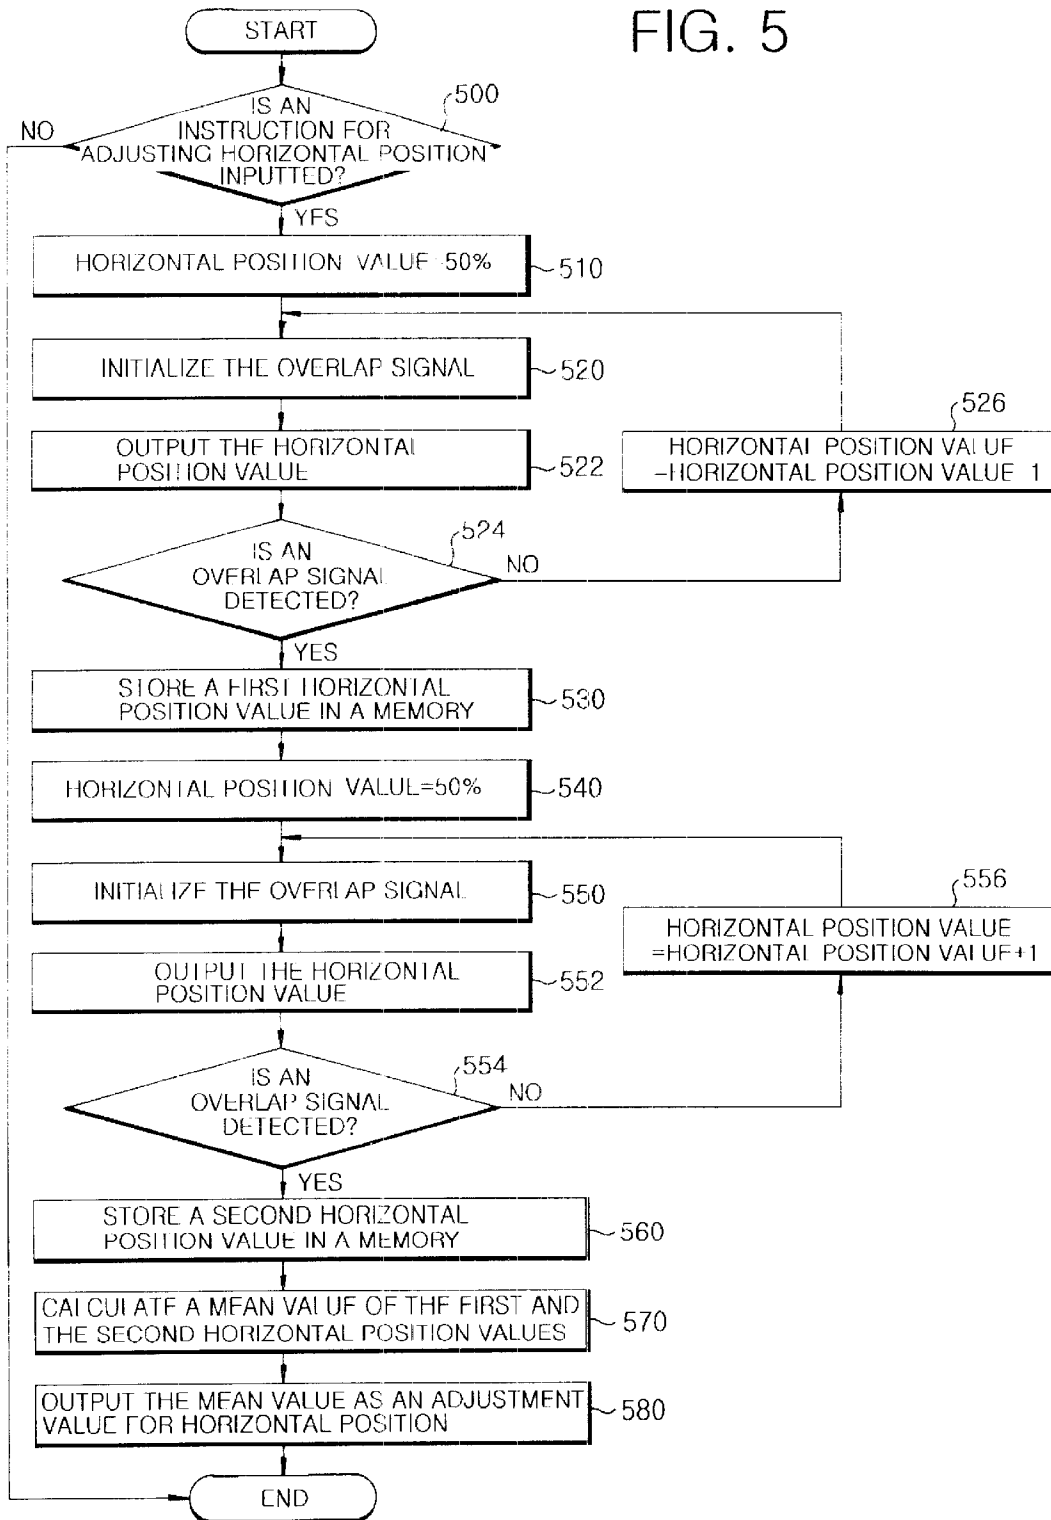 FIG. 5
START
500
IS AN
INSTRUCTION FOR
ADJUSTING HORIZONTAL POSITION
INPUTTED?
NO
YES
HORIZONTAL POSITION VALUE-50%
510
INITIALIZE THE OVERLAP SIGNAL
520
OUTPUT THE HORIZONTAL
POSITION VALUE
522
526
HORIZONTAL POSITION VALUE
-HORIZONTAL POSITION VALUE 1
524
IS AN
OVERLAP SIGNAL
DETECTED?
NO
YES
STORE A FIRST HORIZONTAL
POSITION VALUE IN A MEMORY
530
HORIZONTAL POSITION VALUE=50%
540
INITIALIZE THE OVERLAP SIGNAL
550
OUTPUT THE HORIZONTAL
POSITION VALUE
552
556
HORIZONTAL POSITION VALUE
=HORIZONTAL POSITION VALUE+1
554
IS AN
OVERLAP SIGNAL
DETECTED?
NO
YES
STORE A SECOND HORIZONTAL
POSITION VALUE IN A MEMORY
560
CALCULATE A MEAN VALUE OF THE FIRST AND
THE SECOND HORIZONTAL POSITION VALUES
570
OUTPUT THE MEAN VALUE AS AN ADJUSTMENT
VALUE FOR HORIZONTAL POSITION
580
END